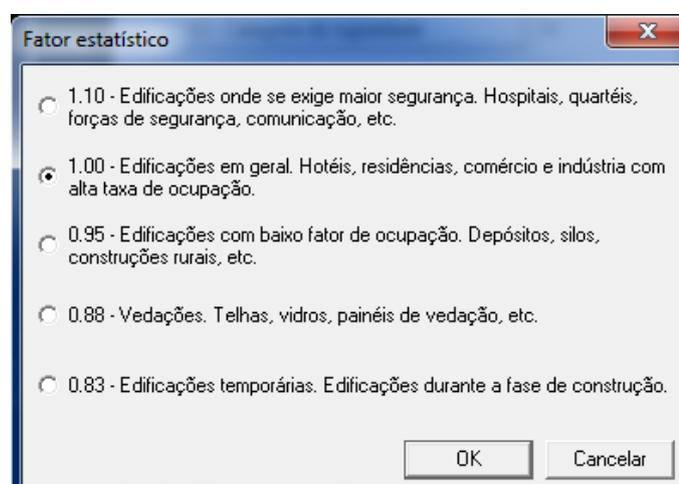 Fator estatístico
1.10 - Edificações onde se exige maior segurança. Hospitais, quartéis,
forças de segurança, comunicação, etc.
1.00 - Edificações em geral. Hotéis, residências, comércio e indústria com
alta taxa de ocupação.
0.95 - Edificações com baixo fator de ocupação. Depósitos, silos,
construções rurais, etc.
0.88 - Vedações. Telhas, vidros, painéis de vedação, etc.
0.83 - Edificações temporárias. Edificações durante a fase de construção.
OK Cancelar